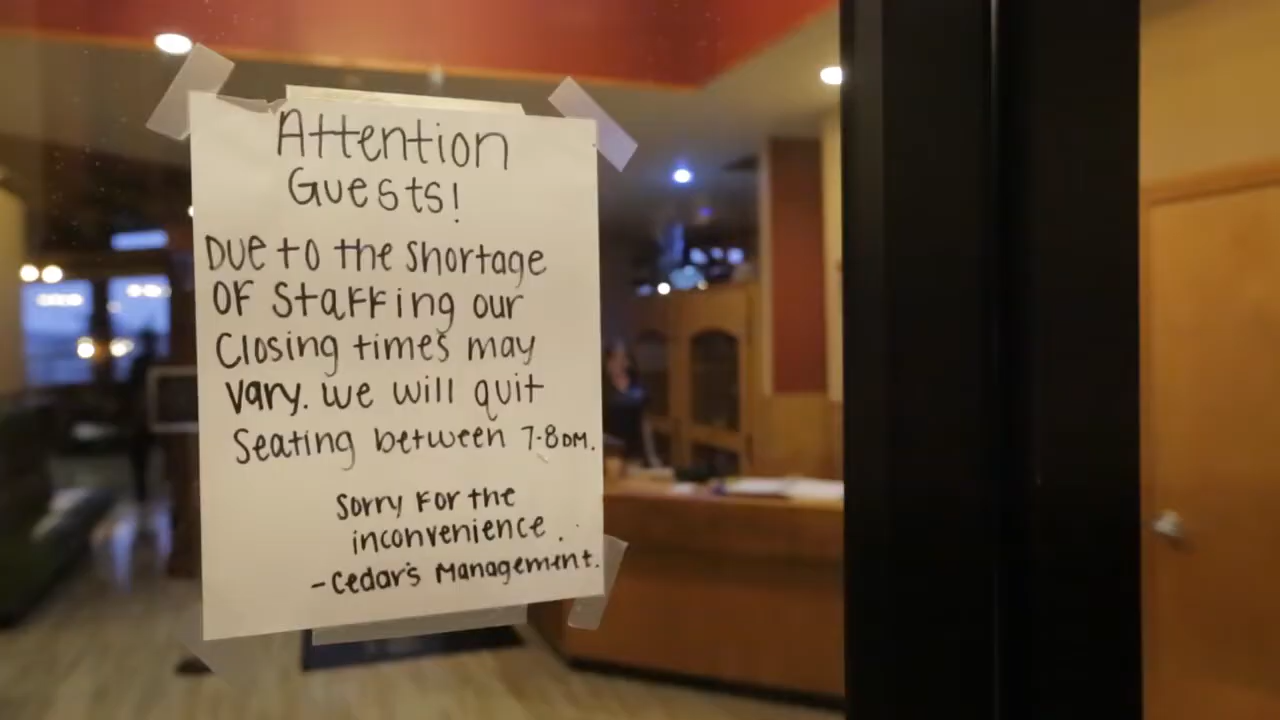 Attention
Guests!
Due to the shortage
of staffing our
closing times may
vary. we will quit
seating between 7-8pm.
sorry for the
inconvenience.
-Cedar's Management.